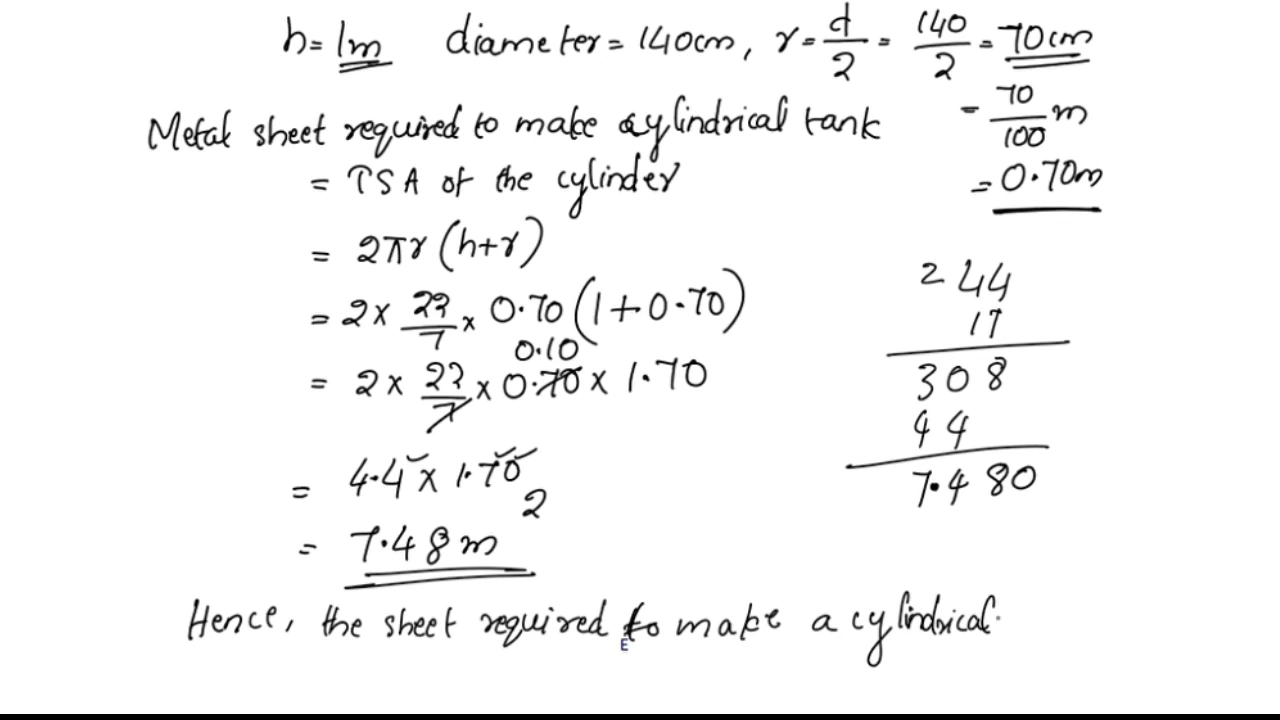 h = 1m diameter = 140cm, r = d/2 = 140/2 = 70cm
= 70/100 m
Metal sheet required to make a cylindrical tank
= TSA of the cylinder
= 0.70m
= 2πr (h+r)
= 2 × 22/7 × 0.70 (1 + 0.70)
0.10
= 2 × 22/7 × 0.70 × 1.70
= 4.4 × 1.70
= 7.48 m²
2 44
17
308
44
7.480
Hence, the sheet required to make a cylindrical.
E